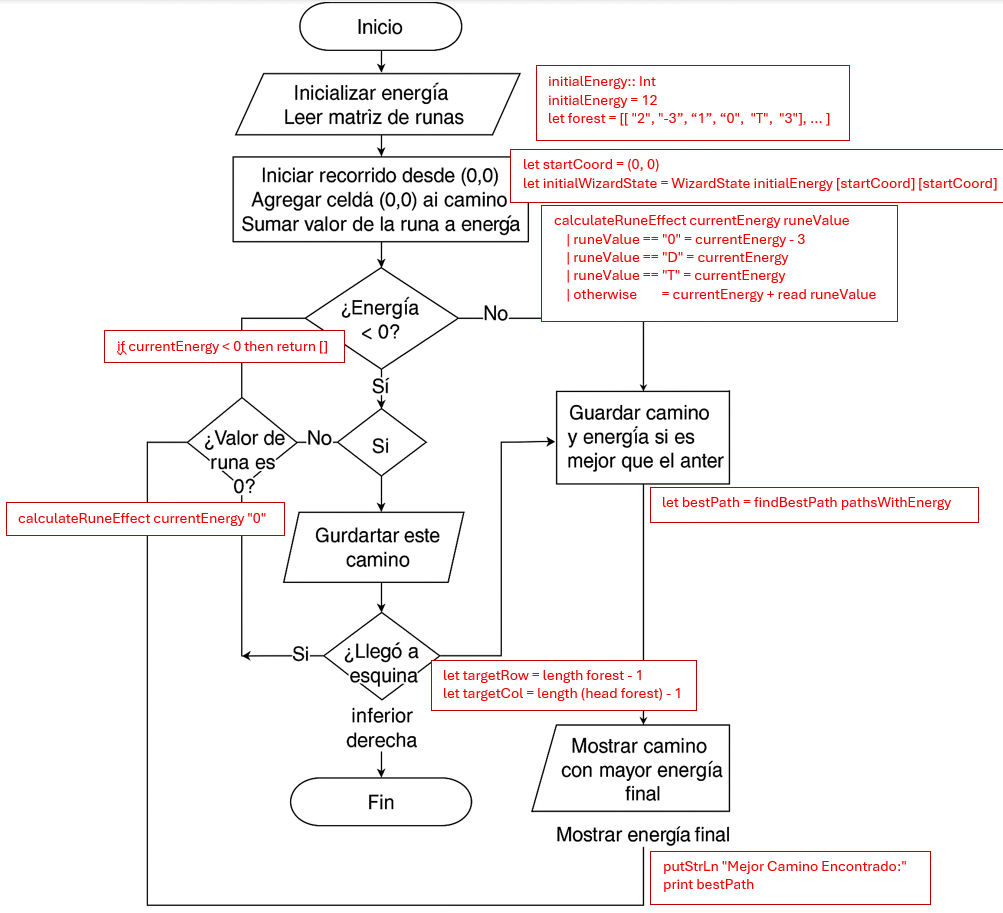 Inicio
Inicializar energía
Leer matriz de runas
initialEnergy:: Int
initialEnergy = 12
let forest = [[ "2", "-3”, “1”, “0", "T", "3"], ... ]
Iniciar recorrido desde (0,0)
Agregar celdá (0,0) ai camino
Sumar valor de la runa a energía
let startCoord = (0, 0)
let initialWizardState = WizardState initialEnergy [startCoord] [startCoord]
calculateRuneEffect currentEnergy runeValue
| runeValue == "0" = currentEnergy - 3
| runeValue == "D" = currentEnergy
| runeValue == "T" = currentEnergy
| otherwise = currentEnergy + read runeValue
¿Energía
< 0?
No
if currentEnergy < 0 then return []
Sí
¿Valor de
runa es
0?
No
Si
Guardar camino
y energía si es
mejor que el anter
calculateRuneEffect currentEnergy "0"
let bestPath = findBestPath pathsWithEnergy
Gurdartar este
camino
Si
¿Llegó a
esquina
inferior
derecha
let targetRow = length forest - 1
let targetCol = length (head forest) - 1
Mostrar camino
con mayor energía
final
Fin
Mostrar energía final
putStrLn "Mejor Camino Encontrado:"
print bestPath